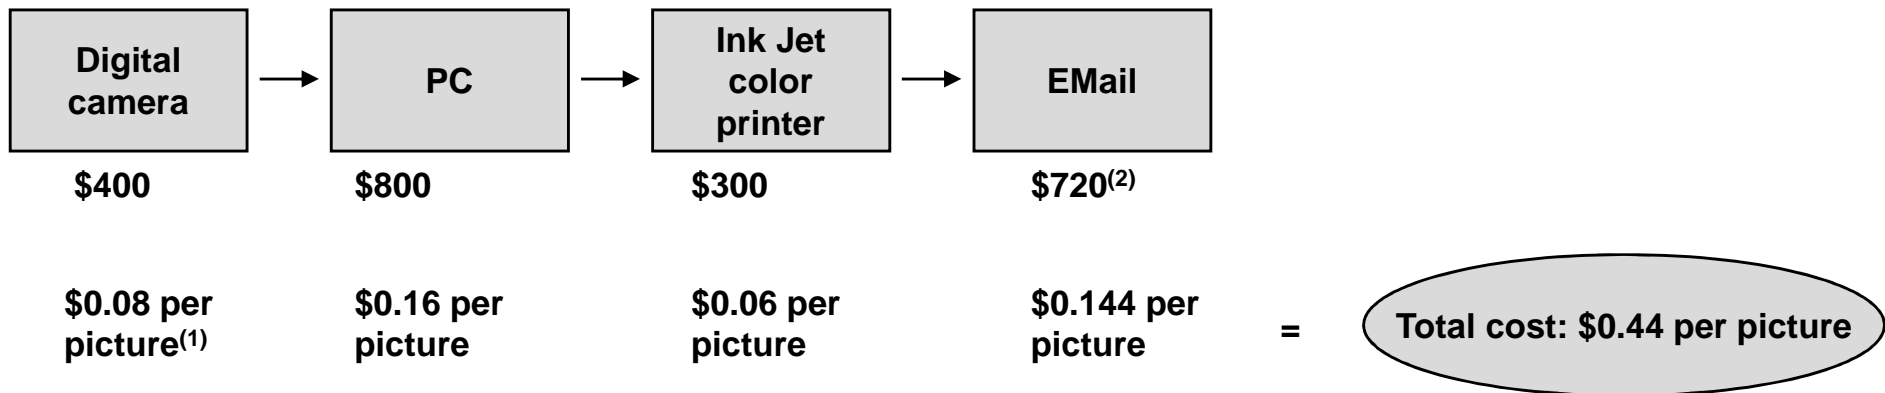 Digital
camera
PC
Ink Jet
color
printer
EMail
$400
$800
$300
$720(2)
$0.08 per
picture(1)
$0.16 per
picture
$0.06 per
picture
$0.144 per
picture
=
Total cost: $0.44 per picture